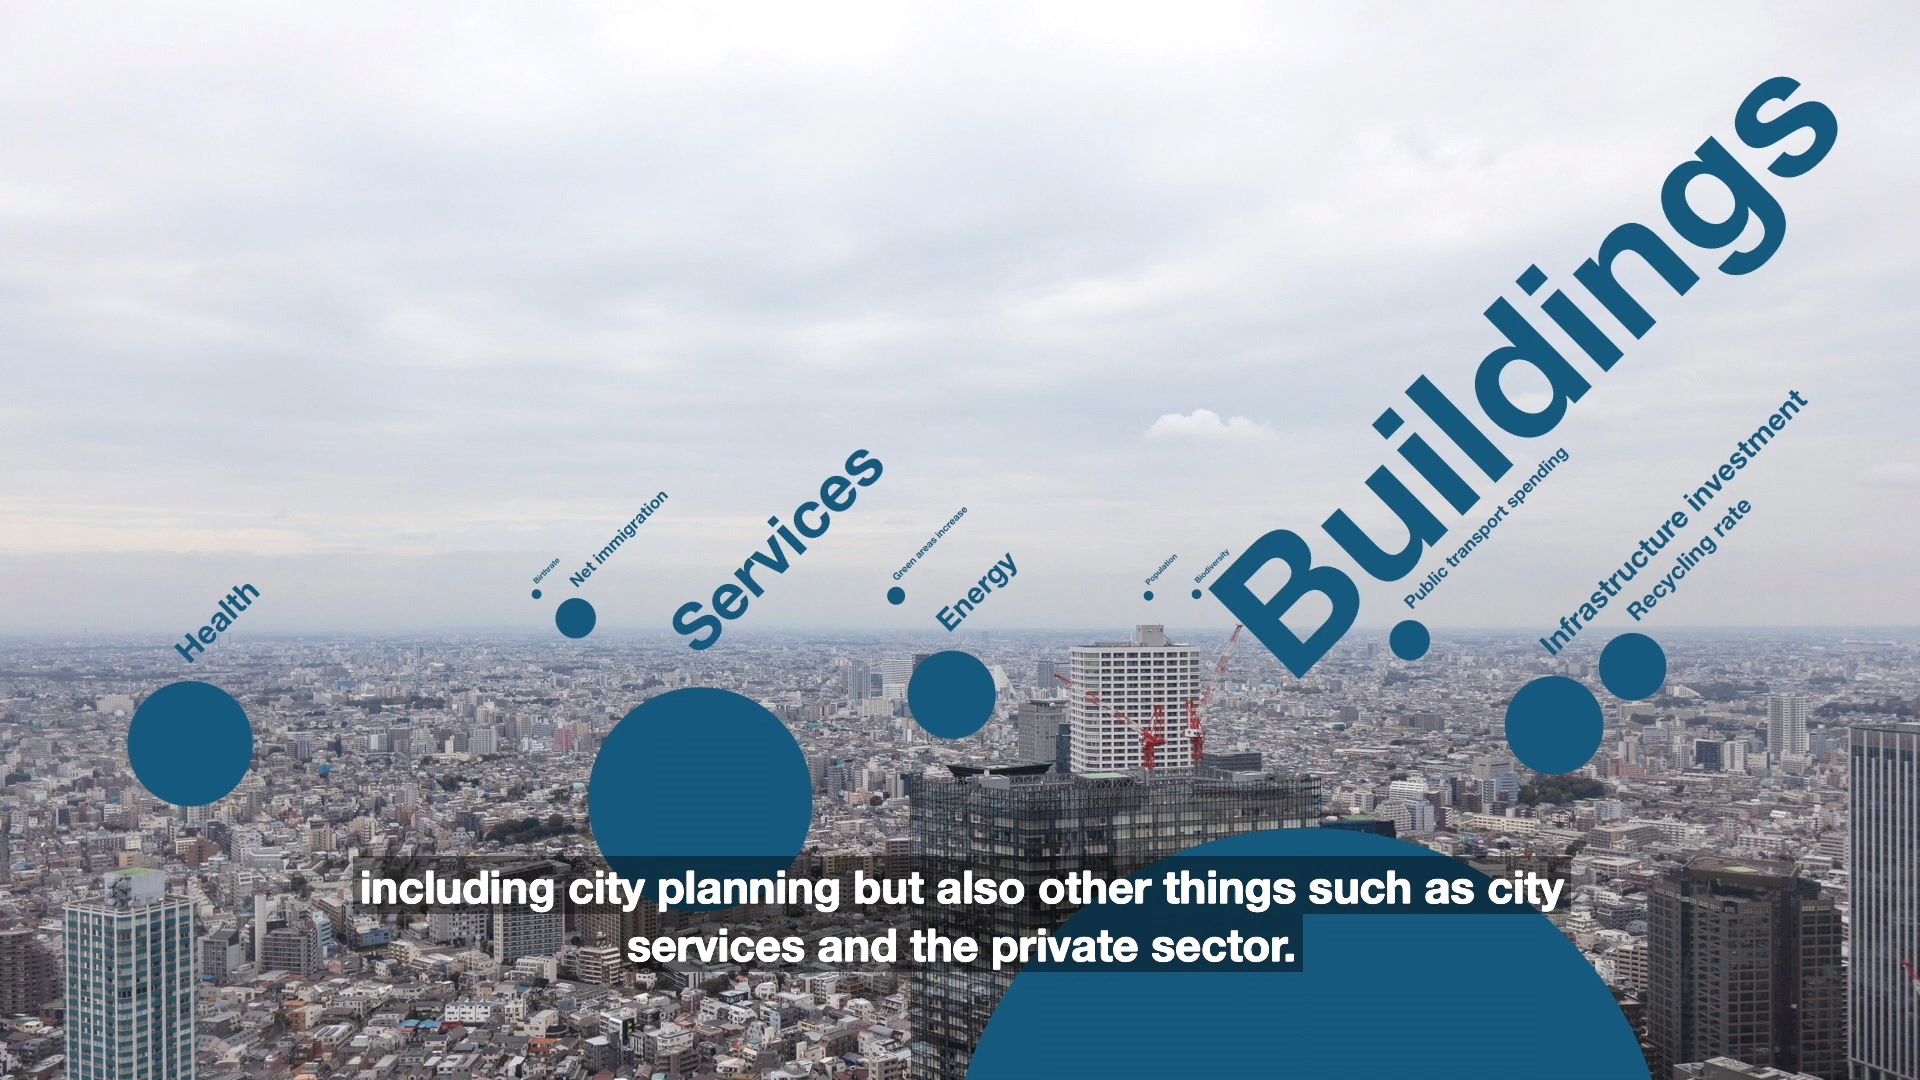 Health
Birthrate
Net immigration
Services
Green areas increase
Energy
Population
Biodiversity
Buildings
Public transport spending
Infrastructure investment
Recycling rate
including city planning but also other things such as city
services and the private sector.